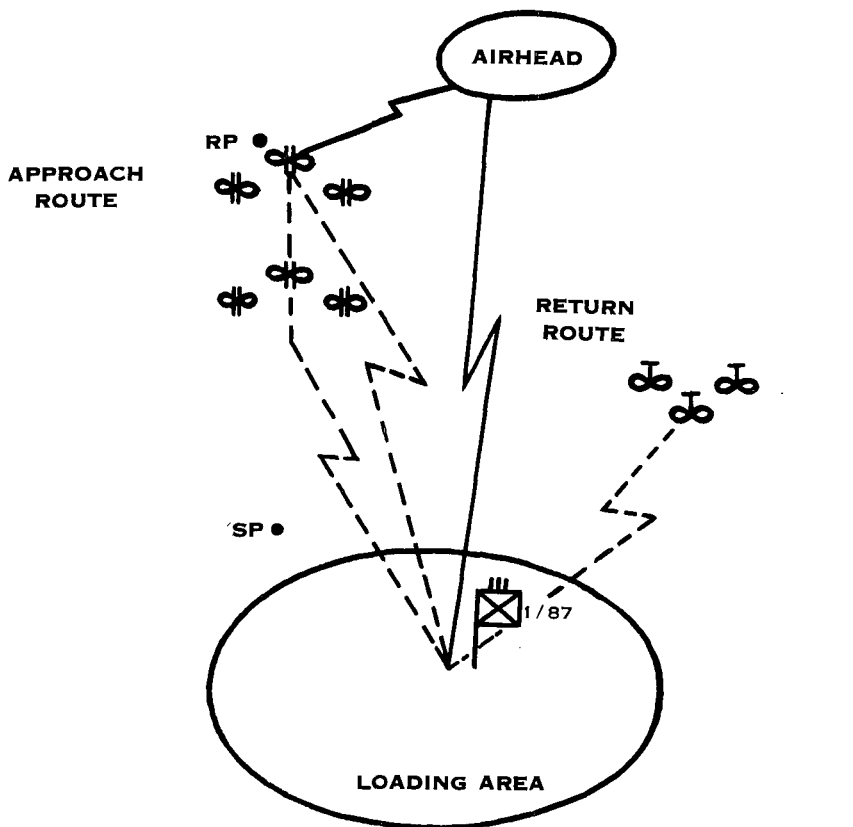 AIRHEAD
RP
APPROACH
ROUTE
RETURN
ROUTE
SP
1/87
LOADING AREA